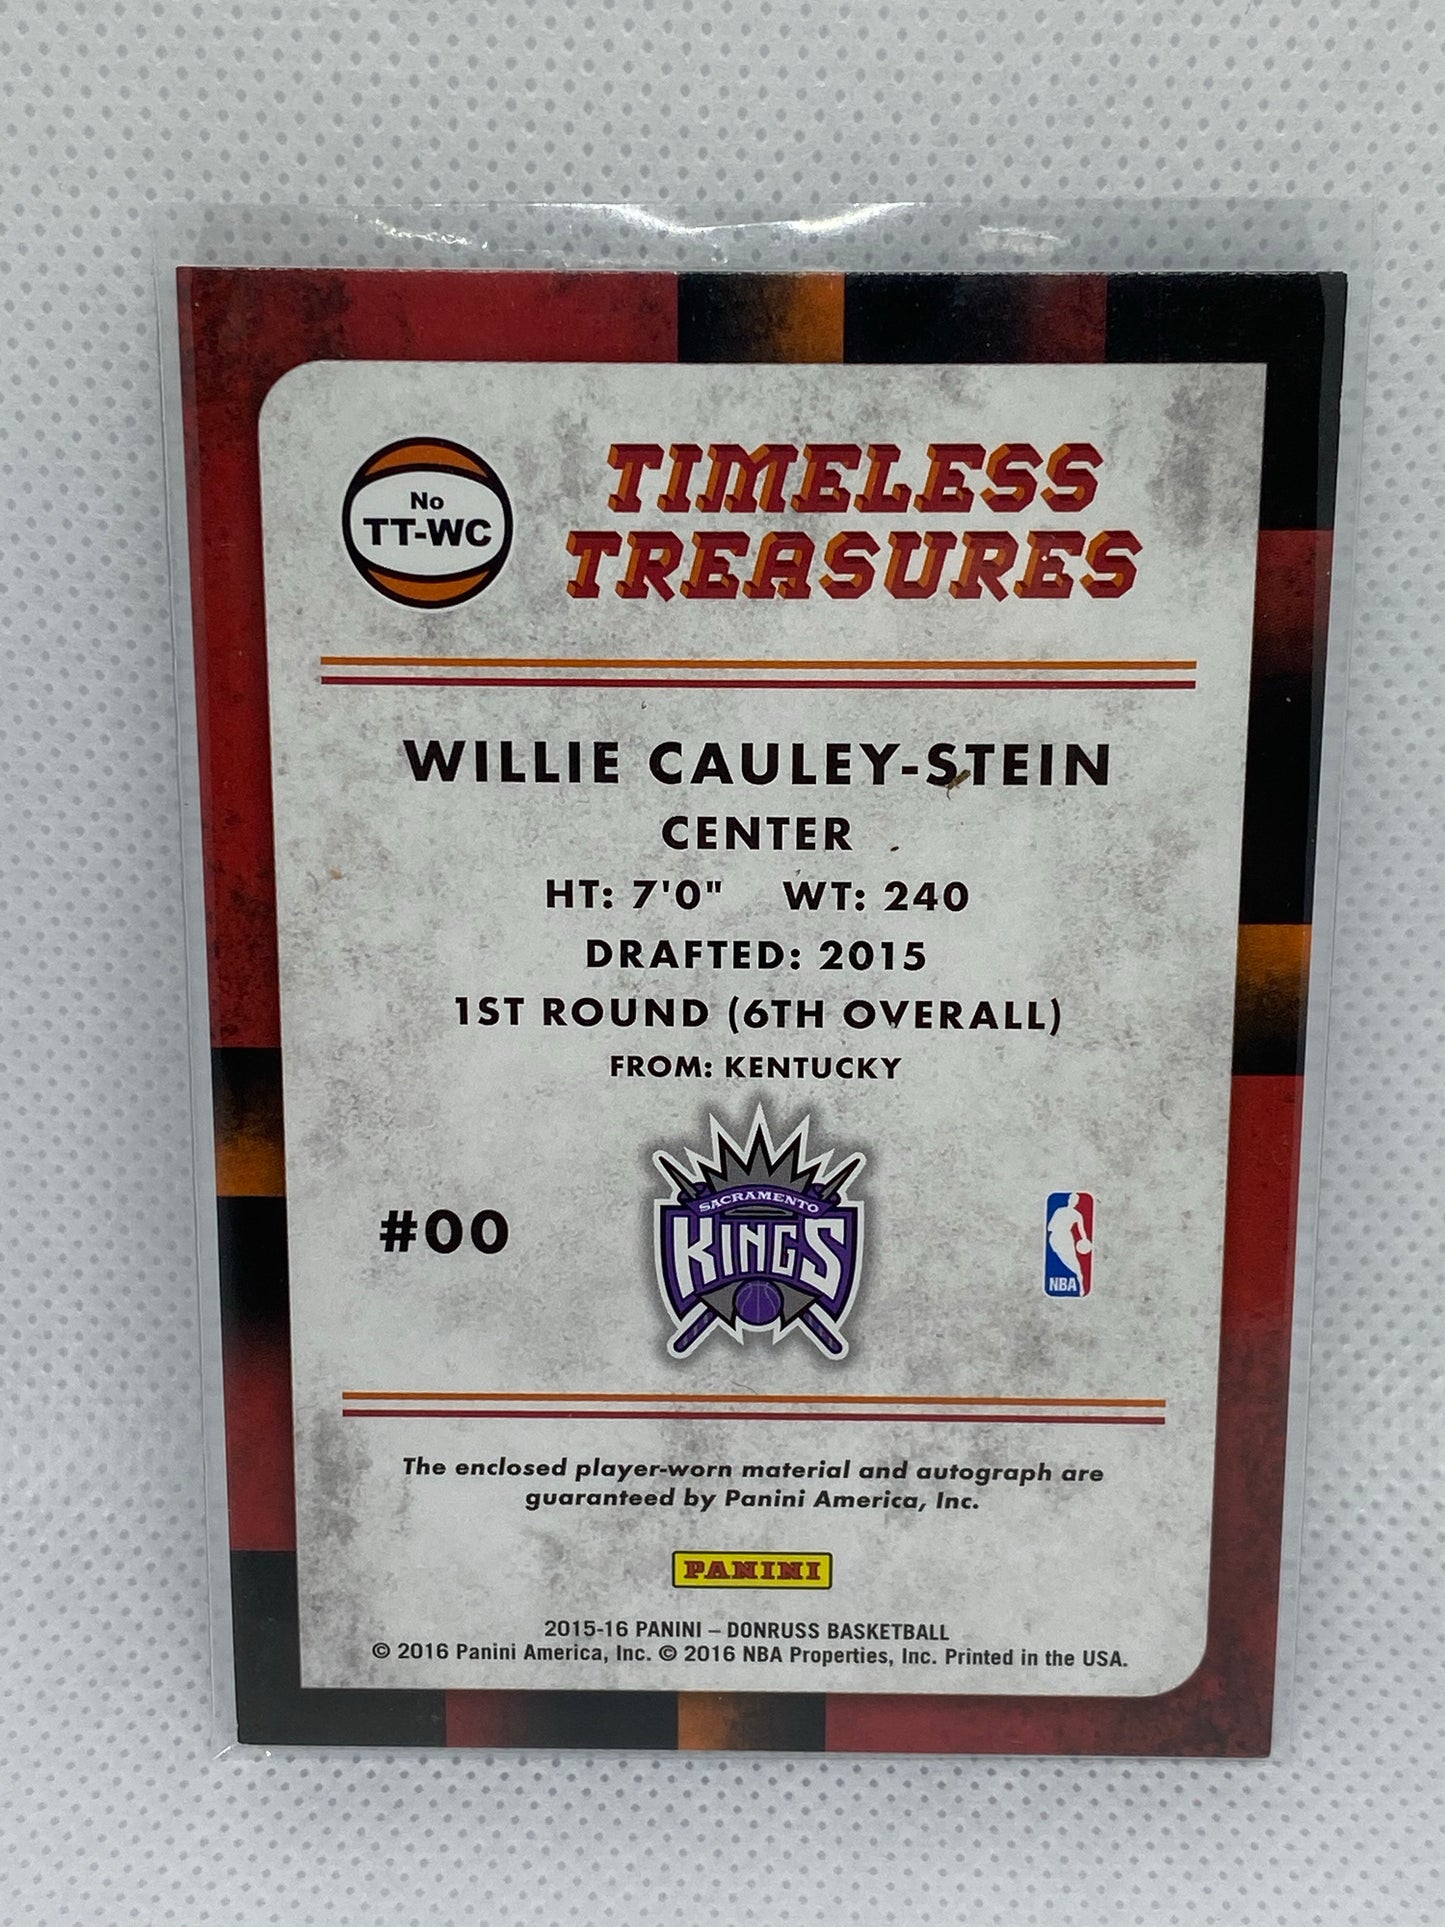 No
TT-WC
TIMELESS
TREASURES
WILLIE CAULEY-STEIN
CENTER
HT: 7'0" WT: 240
DRAFTED: 2015
1ST ROUND (6TH OVERALL)
FROM: KENTUCKY
#00
SACRAMENTO
KINGS
NBA
The enclosed player-worn material and autograph are
guaranteed by Panini America, Inc.
PANINI
2015-16 PANINI – DONRUSS BASKETBALL
© 2016 Panini America, Inc. © 2016 NBA Properties, Inc. Printed in the USA.